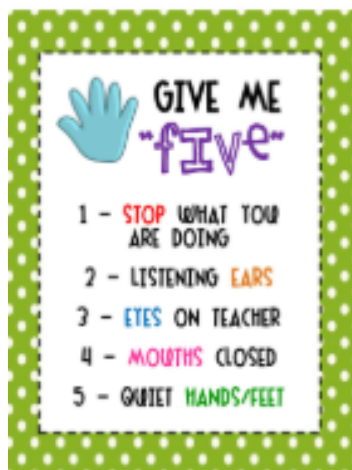 GIVE ME
"fIVe"
1 - STOP WHAT YOU
ARE DOING
2 - LISTENING EARS
3 - EYES ON TEACHER
4 - MOUTHS CLOSED
5 - QUIET HANDS/FEET